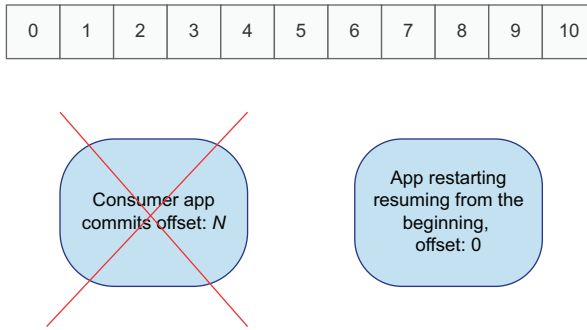 0 1 2 3 4 5 6 7 8 9 10
Consumer app
commits offset: N
App restarting
resuming from the
beginning,
offset: 0